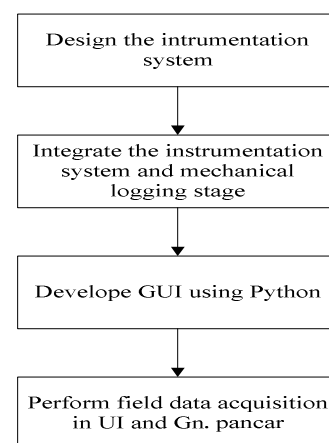 Design the intrumentation
system
Integrate the instrumentation
system and mechanical
logging stage
Develope GUI using Python
Perform field data acquisition
in UI and Gn. pancar